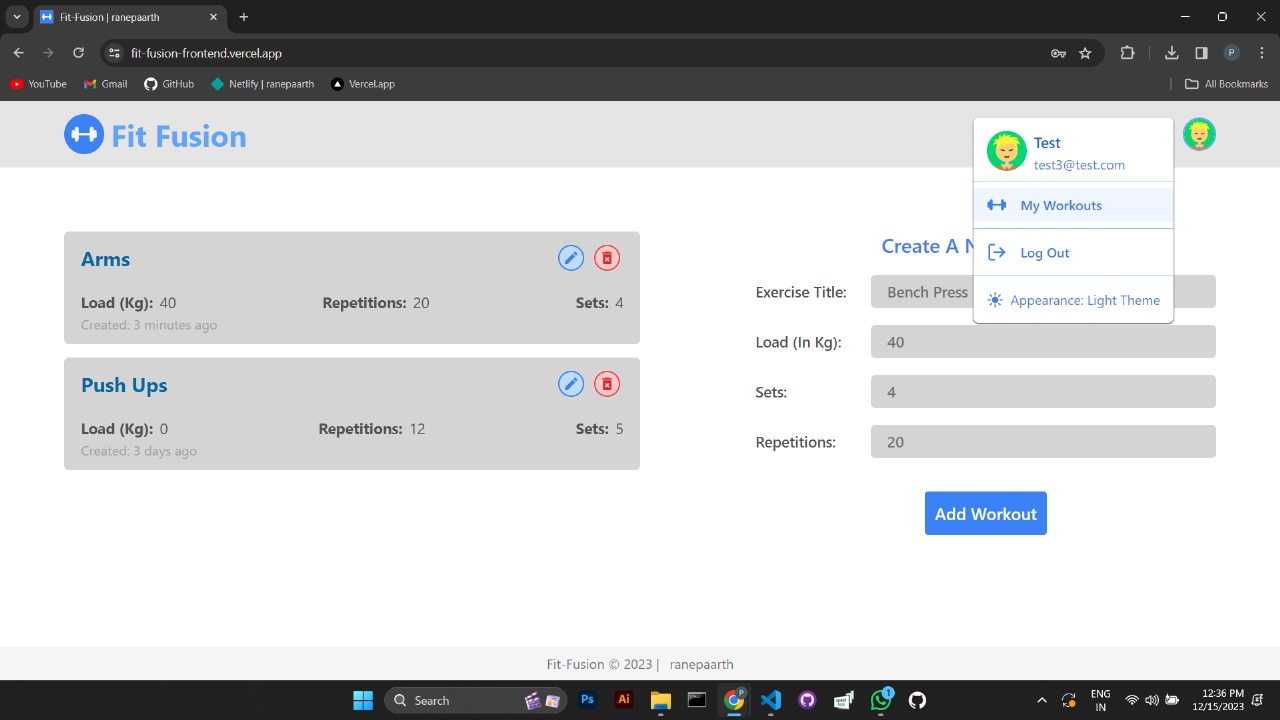 Fit-Fusion | ranepaarth
fit-fusion-frontend.vercel.app
P
YouTube
Gmail
GitHub
Netlify | ranepaarth
Vercel.app
All Bookmarks
Fit Fusion
Test
test3@test.com
My Workouts
Log Out
Appearance: Light Theme
Arms
Load (Kg): 40 Repetitions: 20 Sets: 4
Created: 3 minutes ago
Push Ups
Load (Kg): 0 Repetitions: 12 Sets: 5
Created: 3 days ago
Create A N
Exercise Title: Bench Press
Load (In Kg): 40
Sets: 4
Repetitions: 20
Add Workout
Fit-Fusion © 2023 | ranepaarth
Search
Ps
Ai
P
1
ENG
IN
12:36 PM
12/15/2023